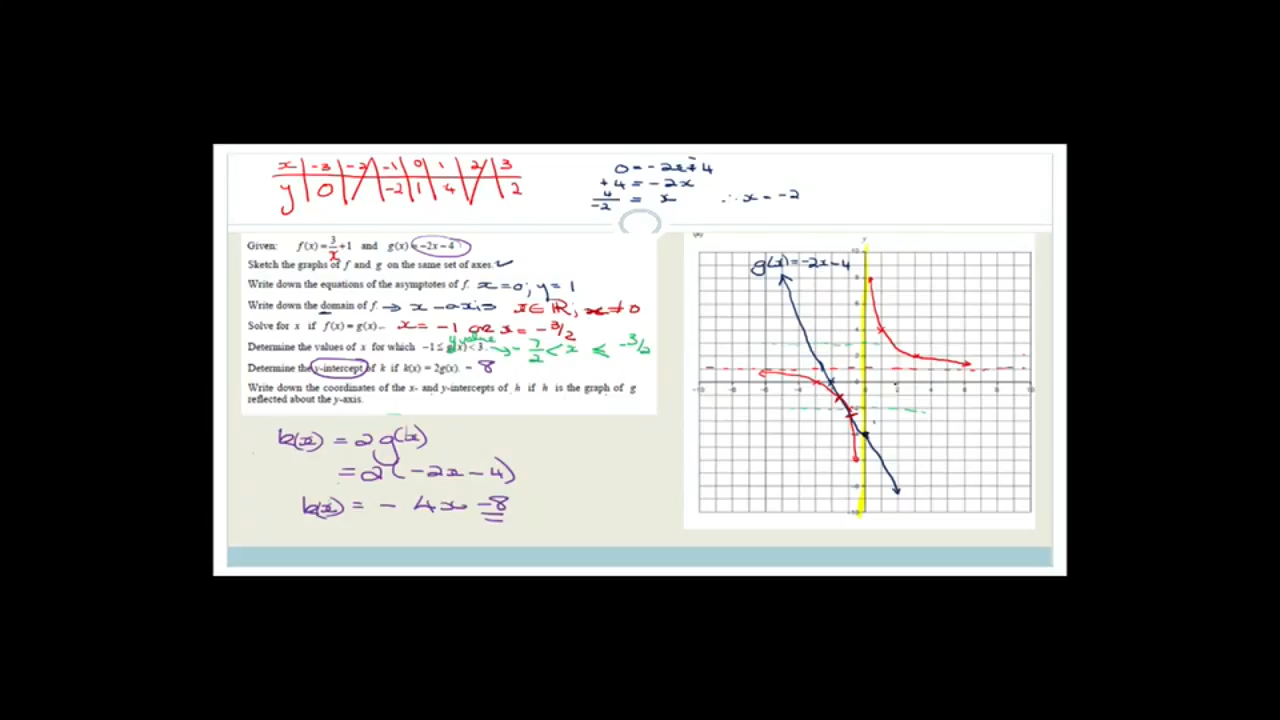 x -3 -2 -1 0 1 2 3
y 0 -2 1 4 2
0 = -2x + 4
+4 = -2x
4/-2 = x ∴ x = -2
Given: f(x) = 3/x + 1 and g(x) = -2x - 4
Sketch the graphs of f and g on the same set of axes. ✓
Write down the equations of the asymptotes of f. x = 0; y = 1
Write down the domain of f. → x-axis x ∈ ℝ; x ≠ 0
Solve for x if f(x) = g(x). x = -1 or x = -3/2
y value
Determine the values of x for which -1 ≤ g(x) < 3. → -7/2 < x ≤ -3/2
Determine the y-intercept of k if k(x) = 2g(x). - 8
Write down the coordinates of the x- and y-intercepts of h if h is the graph of g
reflected about the y-axis.
k(x) = 2g(x)
= 2(-2x - 4)
k(x) = - 4x -8
g(x) = -2x - 4